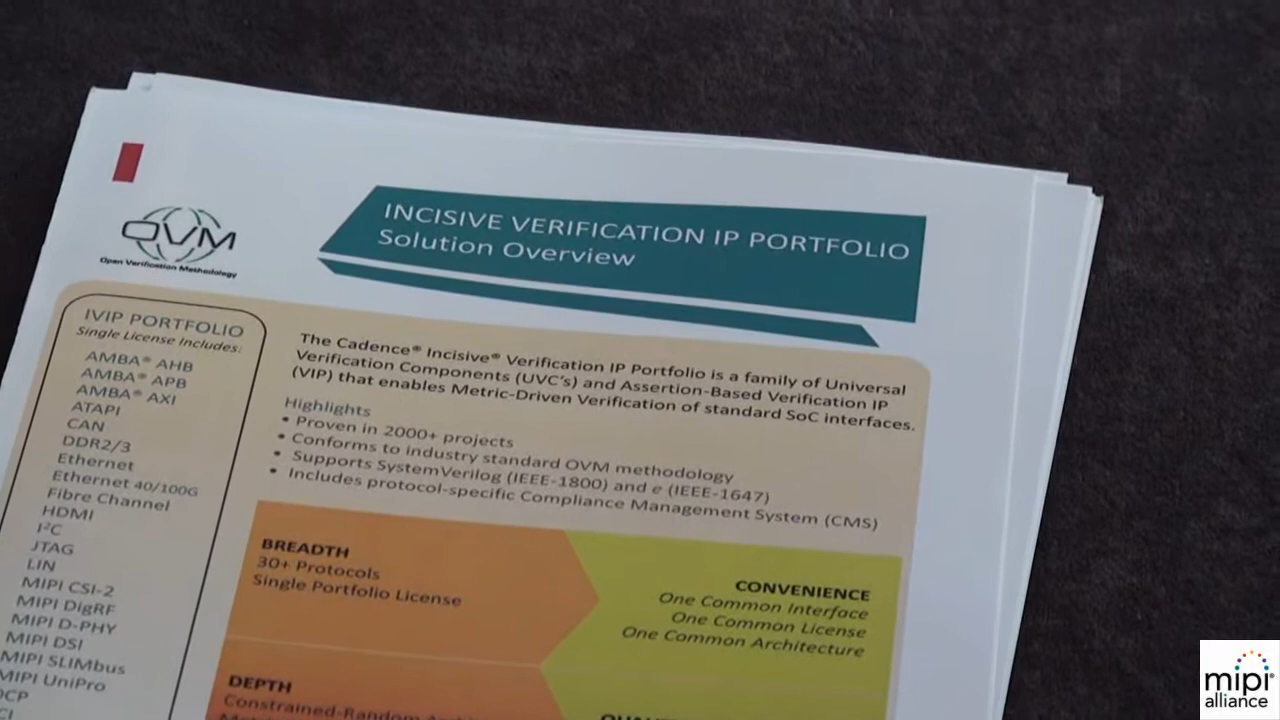 OVM
Open Verification Methodology
INCISIVE VERIFICATION IP PORTFOLIO
Solution Overview
IVIP PORTFOLIO
Single License Includes:
AMBA® AHB
AMBA® APB
AMBA® AXI
ATAPI
CAN
DDR2/3
Ethernet
Ethernet 40/100G
Fibre Channel
HDMI
I²C
JTAG
LIN
MIPI CSI-2
MIPI DigRF
MIPI D-PHY
MIPI DSI
MIPI SLIMbus
MIPI UniPro
The Cadence® Incisive® Verification IP Portfolio is a family of Universal
Verification Components (UVC's) and Assertion-Based Verification IP
(VIP) that enables Metric-Driven Verification of standard SoC interfaces.
Highlights
• Proven in 2000+ projects
• Conforms to industry standard OVM methodology
• Supports SystemVerilog (IEEE-1800) and e (IEEE-1647)
• Includes protocol-specific Compliance Management System (CMS)
BREADTH
30+ Protocols
Single Portfolio License
CONVENIENCE
One Common Interface
One Common License
One Common Architecture
DEPTH
Constrained-Random
mipi®
alliance